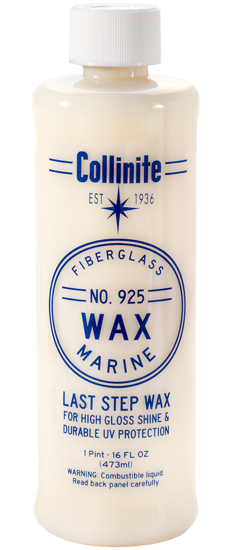 Collinite
EST 1936
FIBERGLASS
NO. 925
WAX
MARINE
LAST STEP WAX
FOR HIGH GLOSS SHINE &
DURABLE UV PROTECTION
1 Pint - 16 FL OZ
(473ml)
WARNING: Combustible liquid.
Read back panel carefully